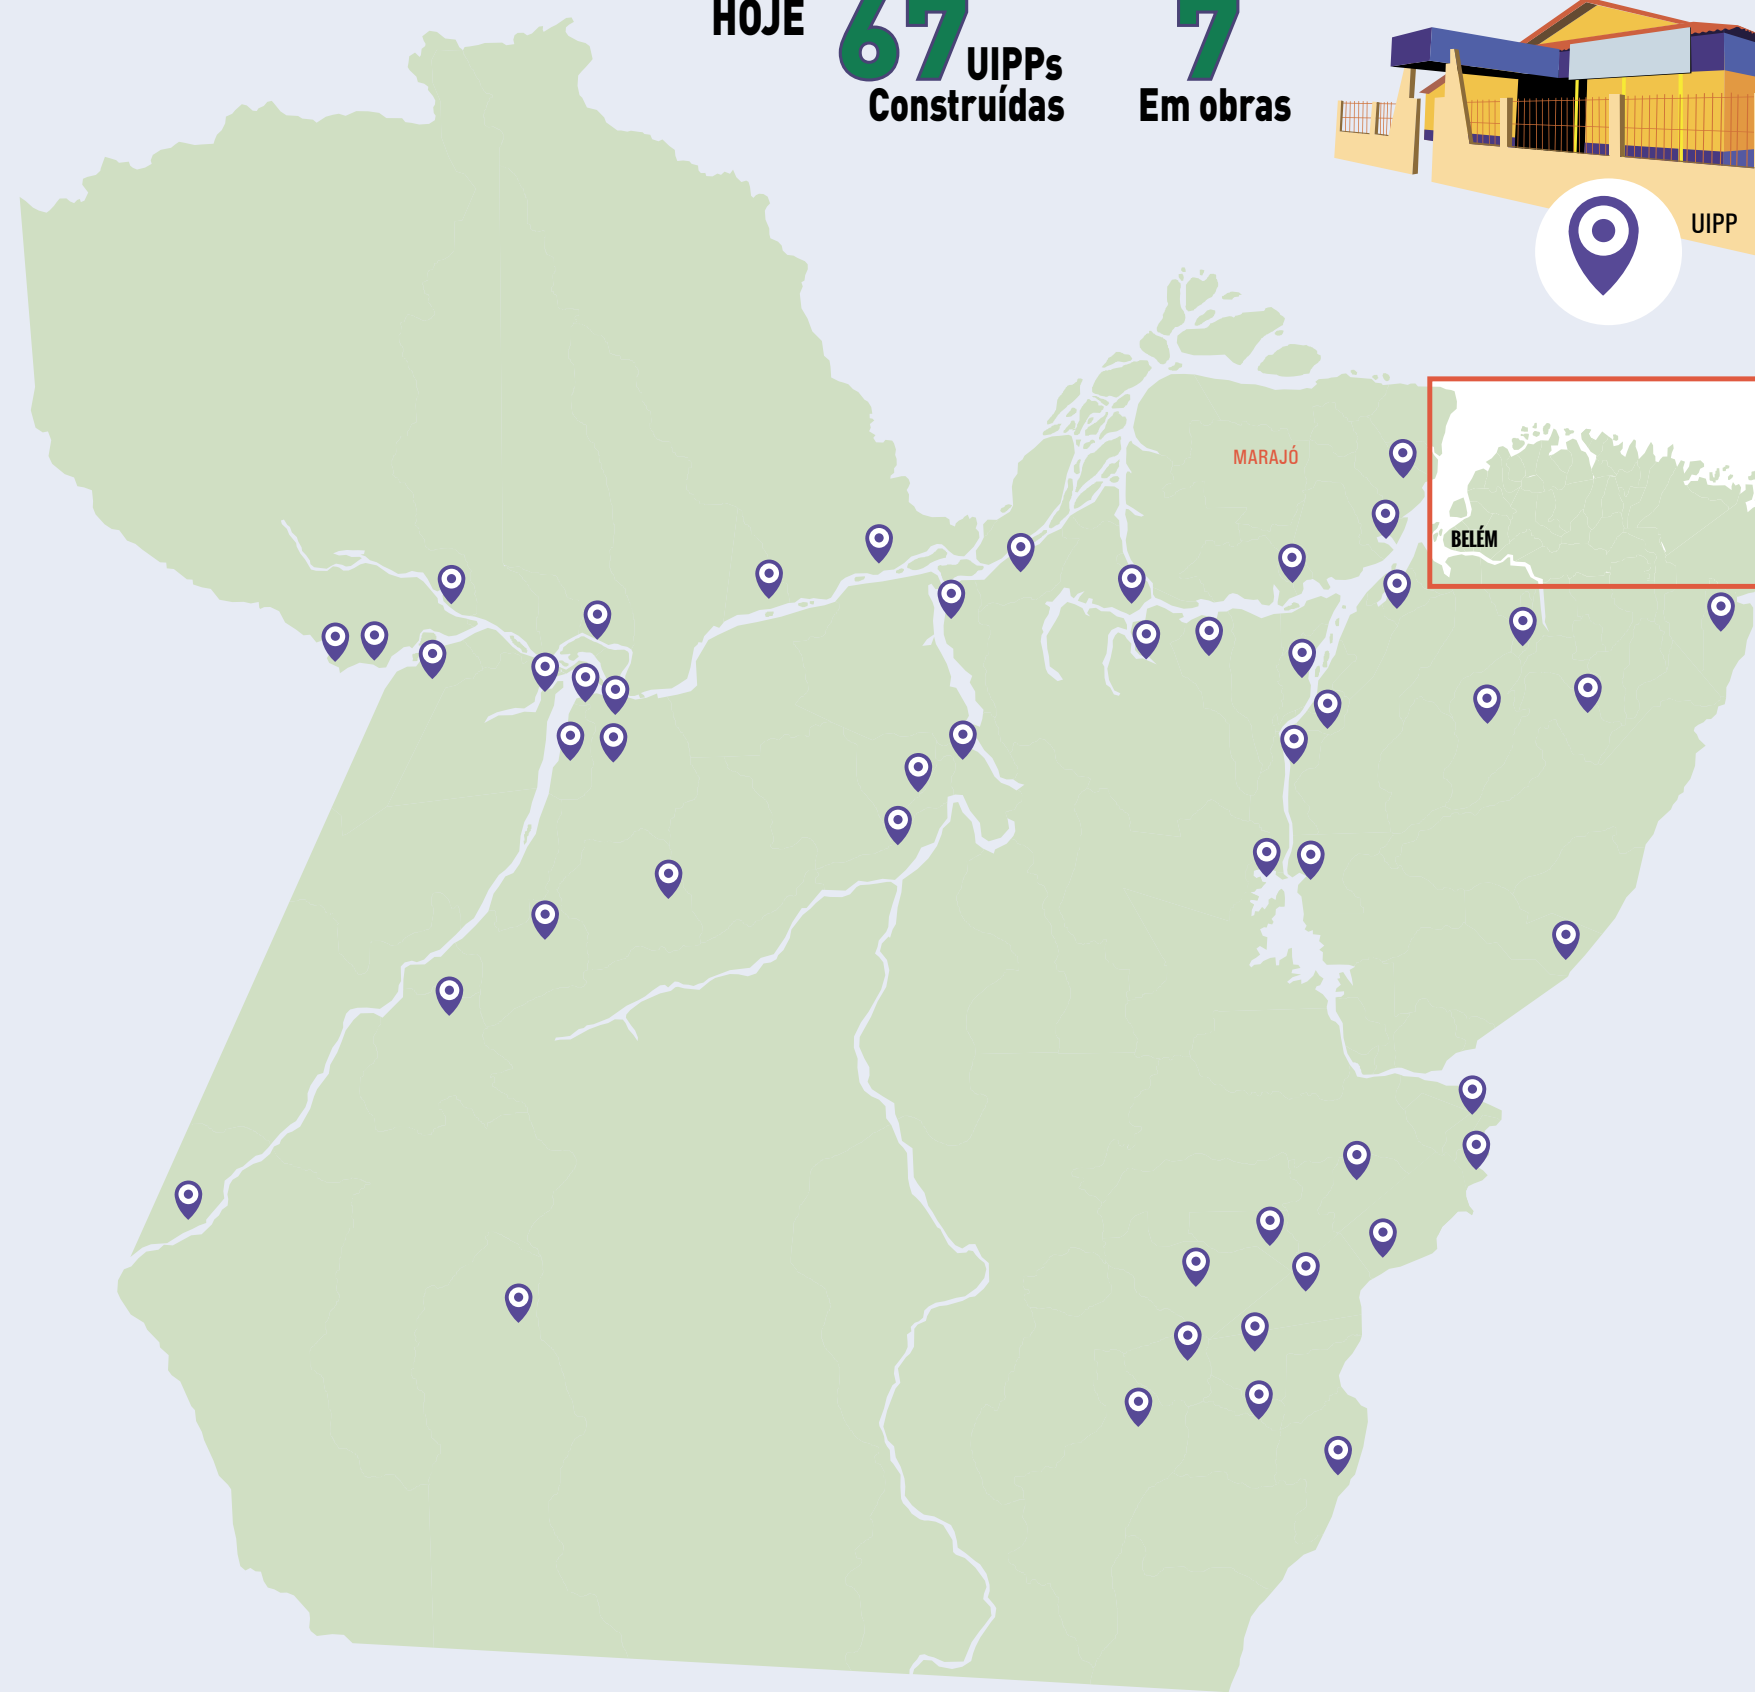 HOJE 67 UIPPs
Construídas
7
Em obras
UIPP
MARAJÓ
BELÉM